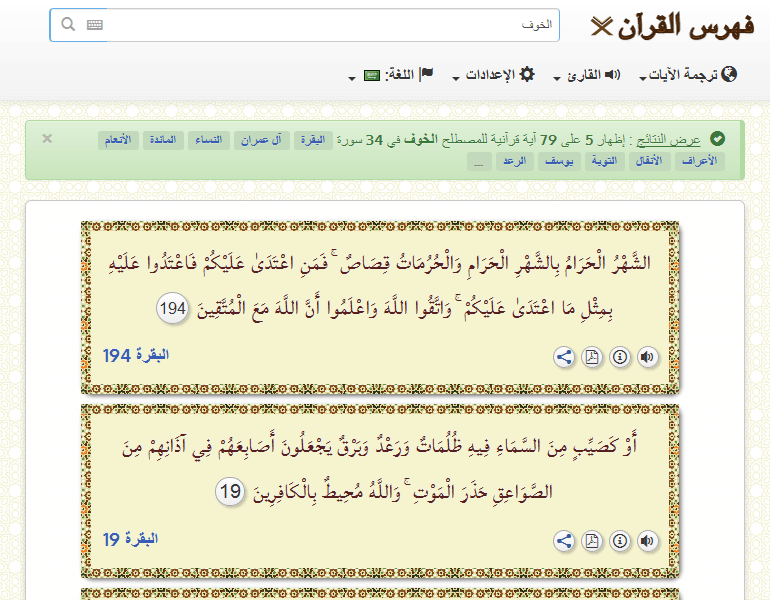 فهرس القرآن
الخوف
ترجمة الآيات
القارئ
الإعدادات
اللغة:
عرض النتائج : إظهار 5 على 79 آية قرآنية للمصطلح الخوف في 34 سورة البقرة آل عمران النساء المائدة الأنعام
الأعراف الأنفال التوبة يوسف الرعد ...
الشَّهْرُ الْحَرَامُ بِالشَّهْرِ الْحَرَامِ وَالْحُرُمَاتُ قِصَاصٌ ۚ فَمَنِ اعْتَدَىٰ عَلَيْكُمْ فَاعْتَدُوا عَلَيْهِ
بِمِثْلِ مَا اعْتَدَىٰ عَلَيْكُمْ ۚ وَاتَّقُوا اللَّهَ وَاعْلَمُوا أَنَّ اللَّهَ مَعَ الْمُتَّقِينَ 194
البقرة 194
أَوْ كَصَيِّبٍ مِنَ السَّمَاءِ فِيهِ ظُلُمَاتٌ وَرَعْدٌ وَبَرْقٌ يَجْعَلُونَ أَصَابِعَهُمْ فِي آذَانِهِمْ مِنَ
الصَّوَاعِقِ حَذَرَ الْمَوْتِ ۚ وَاللَّهُ مُحِيطٌ بِالْكَافِرِينَ 19
البقرة 19